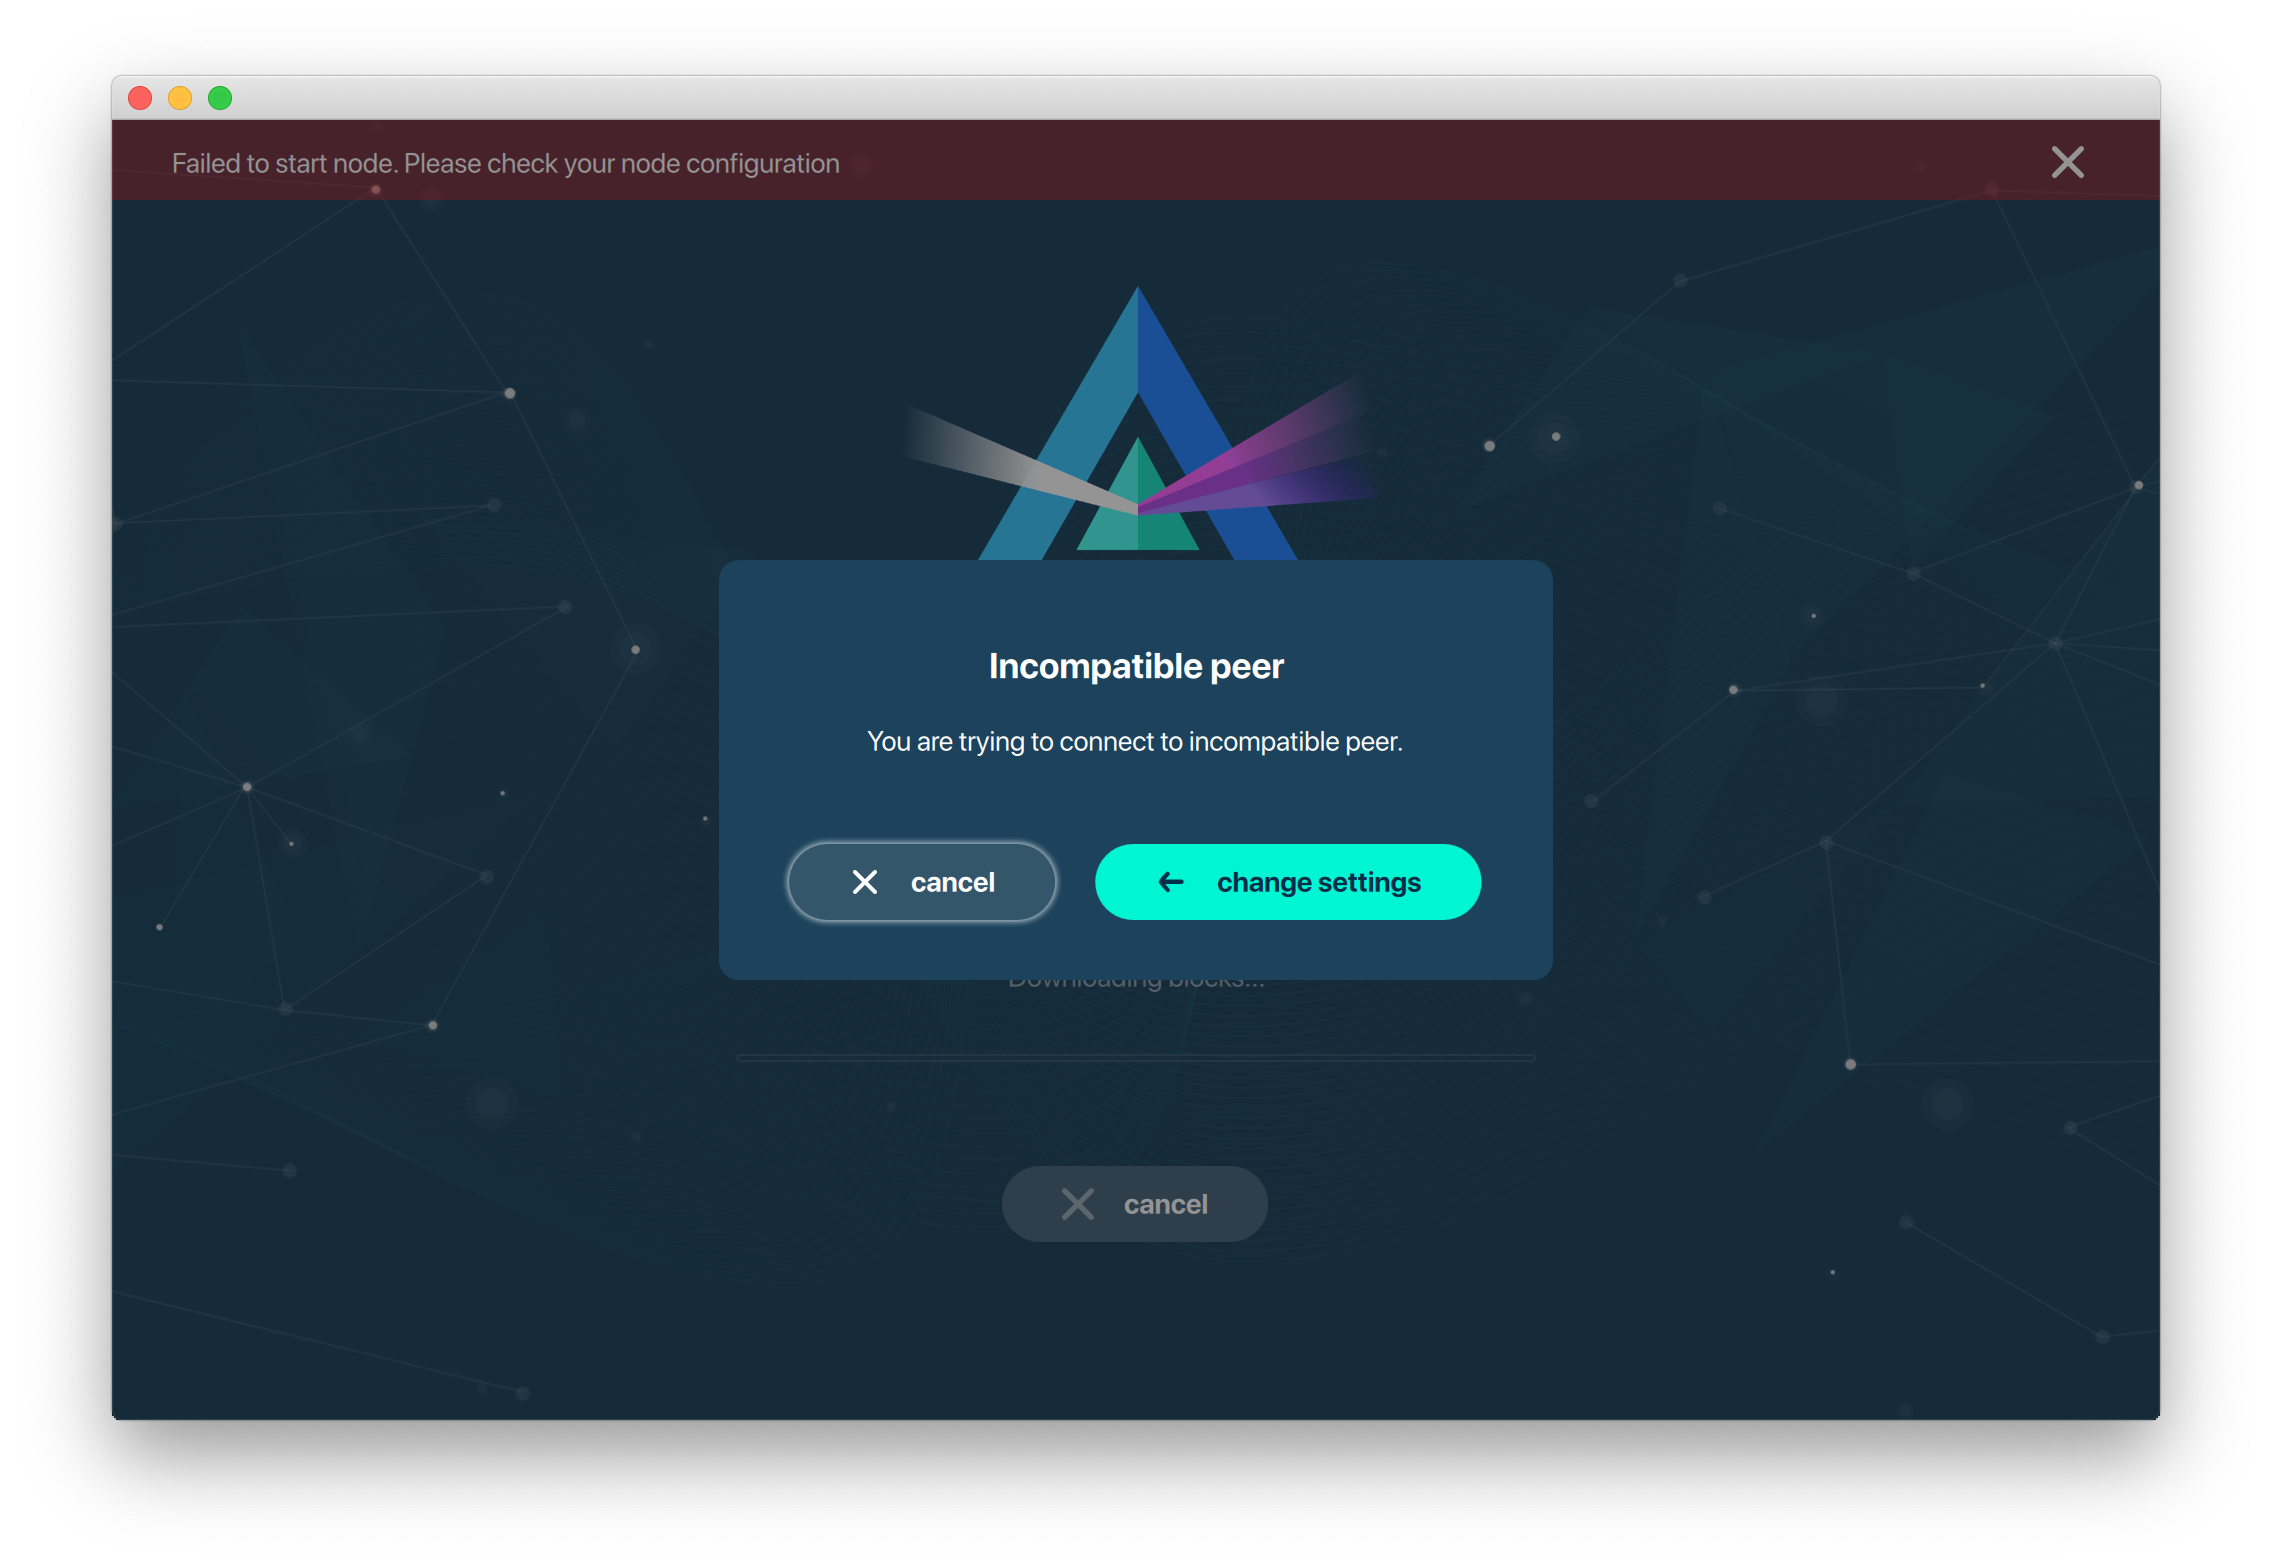 Failed to start node. Please check your node configuration
Incompatible peer
You are trying to connect to incompatible peer.
cancel
change settings
Downloading blocks...
cancel